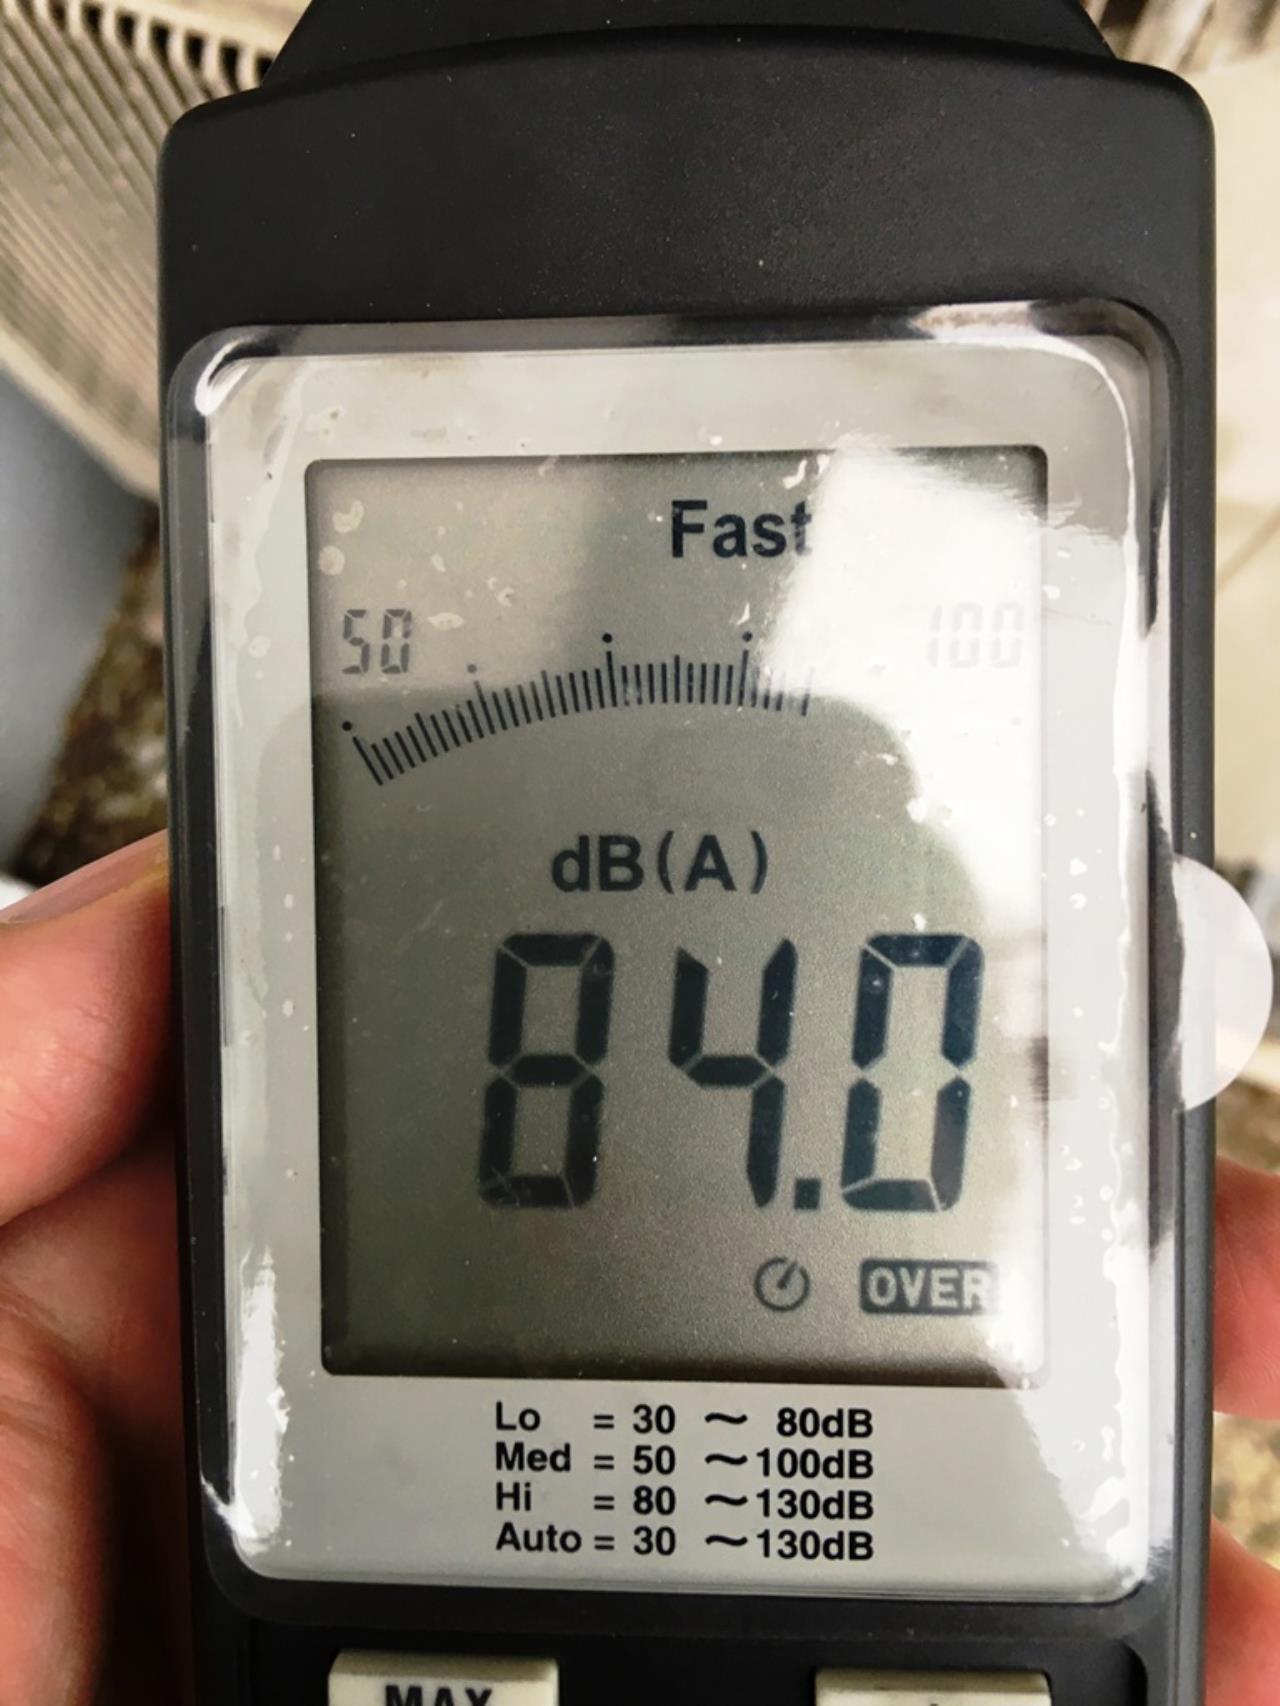 Fast
50 100
dB(A)
84.0
OVER
Lo = 30 ~ 80dB
Med = 50 ~100dB
Hi = 80 ~130dB
Auto = 30 ~130dB
MAX